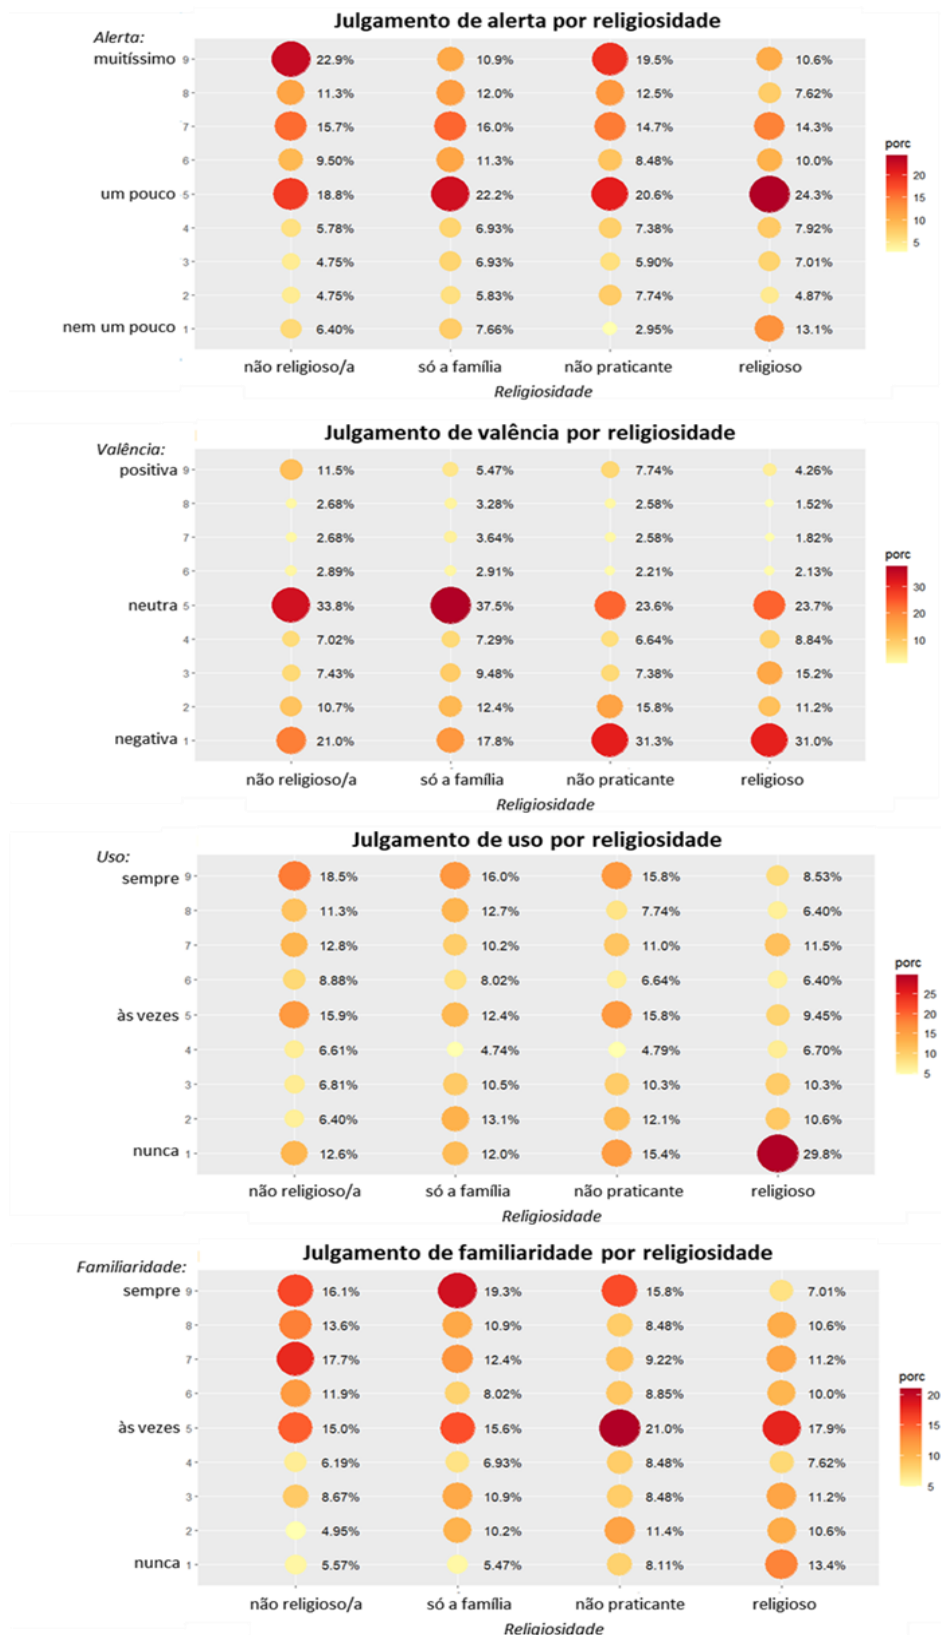 Julgamento de alerta por religiosidade
Alerta:
muitíssimo 9 22.9% 10.9% 19.5% 10.6%
8 11.3% 12.0% 12.5% 7.62%
7 15.7% 16.0% 14.7% 14.3%
6 9.50% 11.3% 8.48% 10.0%
um pouco 5 18.8% 22.2% 20.6% 24.3%
4 5.78% 6.93% 7.38% 7.92%
3 4.75% 6.93% 5.90% 7.01%
2 4.75% 5.83% 7.74% 4.87%
nem um pouco 1 6.40% 7.66% 2.95% 13.1%
porc
20
15
10
5
não religioso/a só a família não praticante religioso
Religiosidade
Julgamento de valência por religiosidade
Valência:
positiva 9 11.5% 5.47% 7.74% 4.26%
8 2.68% 3.28% 2.58% 1.52%
7 2.68% 3.64% 2.58% 1.82%
6 2.89% 2.91% 2.21% 2.13%
neutra 5 33.8% 37.5% 23.6% 23.7%
4 7.02% 7.29% 6.64% 8.84%
3 7.43% 9.48% 7.38% 15.2%
2 10.7% 12.4% 15.8% 11.2%
negativa 1 21.0% 17.8% 31.3% 31.0%
porc
30
20
10
não religioso/a só a família não praticante religioso
Religiosidade
Julgamento de uso por religiosidade
Uso:
sempre 9 18.5% 16.0% 15.8% 8.53%
8 11.3% 12.7% 7.74% 6.40%
7 12.8% 10.2% 11.0% 11.5%
6 8.88% 8.02% 6.64% 6.40%
às vezes 5 15.9% 12.4% 15.8% 9.45%
4 6.61% 4.74% 4.79% 6.70%
3 6.81% 10.5% 10.3% 10.3%
2 6.40% 13.1% 12.1% 10.6%
nunca 1 12.6% 12.0% 15.4% 29.8%
porc
25
20
15
10
5
não religioso/a só a família não praticante religioso
Religiosidade
Julgamento de familiaridade por religiosidade
Familiaridade:
sempre 9 16.1% 19.3% 15.8% 7.01%
8 13.6% 10.9% 8.48% 10.6%
7 17.7% 12.4% 9.22% 11.2%
6 11.9% 8.02% 8.85% 10.0%
às vezes 5 15.0% 15.6% 21.0% 17.9%
4 6.19% 6.93% 8.48% 7.62%
3 8.67% 10.9% 8.48% 11.2%
2 4.95% 10.2% 11.4% 10.6%
nunca 1 5.57% 5.47% 8.11% 13.4%
porc
20
15
10
5
não religioso/a só a família não praticante religioso
Religiosidade